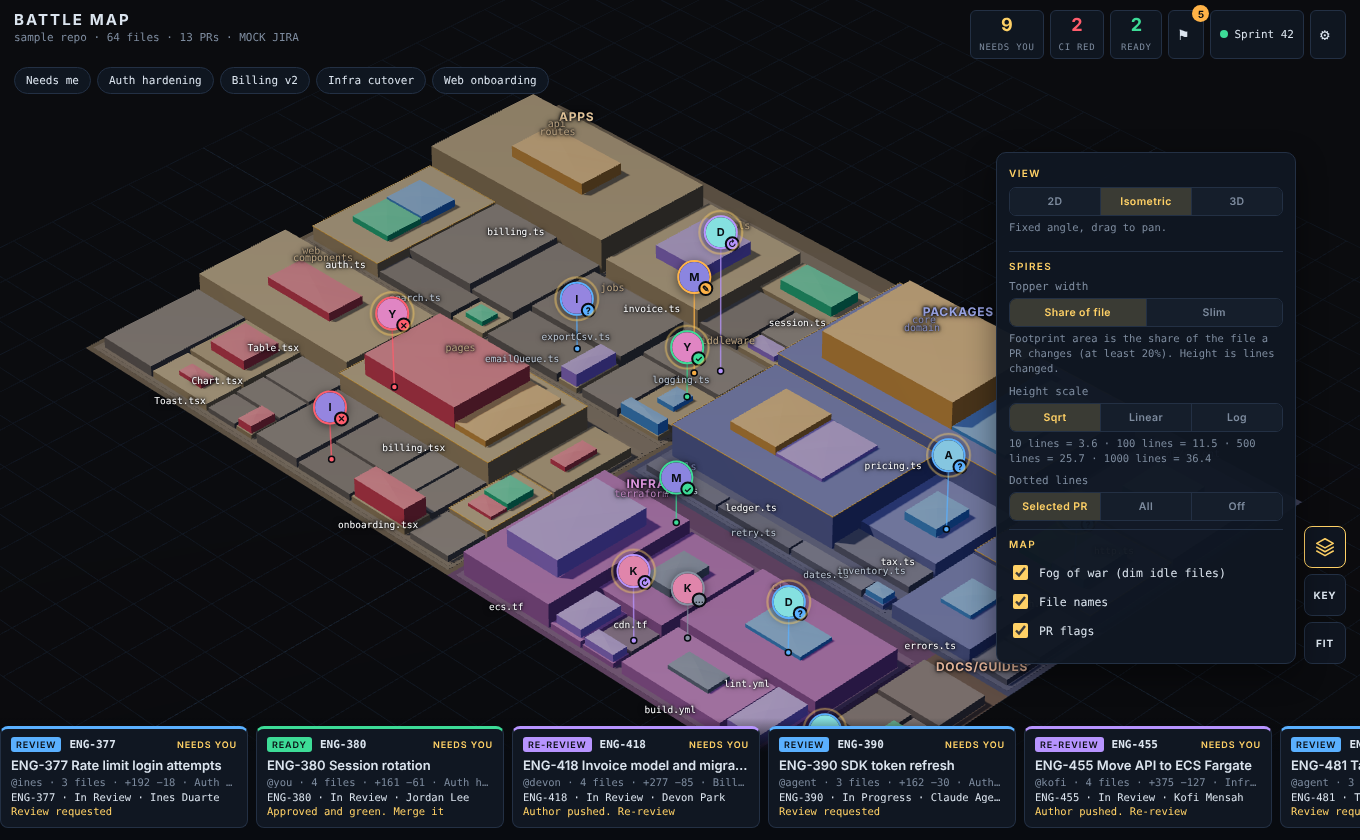 BATTLE MAP
sample repo · 64 files · 13 PRs · MOCK JIRA
9
NEEDS YOU
2
CI RED
2
READY
5
Sprint 42
Needs me
Auth hardening
Billing v2
Infra cutover
Web onboarding
APPS
api
routes
billing.ts
web
components
auth.ts
jobs
invoice.ts
session.ts
PACKAGES
core
domain
exportCsv.ts
emailQueue.ts
pages
logging.ts
Table.tsx
Chart.tsx
Toast.tsx
billing.tsx
onboarding.tsx
pricing.ts
INFRA
terraform
ledger.ts
retry.ts
tax.ts
dates.ts
inventory.ts
ecs.tf
cdn.tf
errors.ts
DOCS/GUIDES
lint.yml
build.yml
D
M
I
Y
Y
I
M
A
K
K
D
VIEW
2D
Isometric
3D
Fixed angle, drag to pan.
SPIRES
Topper width
Share of file
Slim
Footprint area is the share of the file a
PR changes (at least 20%). Height is lines
changed.
Height scale
Sqrt
Linear
Log
10 lines = 3.6 · 100 lines = 11.5 · 500
lines = 25.7 · 1000 lines = 36.4
Dotted lines
Selected PR
All
Off
MAP
Fog of war (dim idle files)
File names
PR flags
KEY
FIT
REVIEW ENG-377 NEEDS YOU
ENG-377 Rate limit login attempts
@ines · 3 files · +192 −18 · Auth …
ENG-377 · In Review · Ines Duarte
Review requested
READY ENG-380 NEEDS YOU
ENG-380 Session rotation
@you · 4 files · +161 −61 · Auth h…
ENG-380 · In Review · Jordan Lee
Approved and green. Merge it
RE-REVIEW ENG-418 NEEDS YOU
ENG-418 Invoice model and migra…
@devon · 4 files · +277 −85 · Bill…
ENG-418 · In Review · Devon Park
Author pushed. Re-review
REVIEW ENG-390 NEEDS YOU
ENG-390 SDK token refresh
@agent · 3 files · +162 −30 · Auth…
ENG-390 · In Progress · Claude Age…
Review requested
RE-REVIEW ENG-455 NEEDS YOU
ENG-455 Move API to ECS Fargate
@kofi · 4 files · +375 −127 · Infr…
ENG-455 · In Review · Kofi Mensah
Author pushed. Re-review
REVIEW
ENG-481
@agent · 3
ENG-481 ·
Review